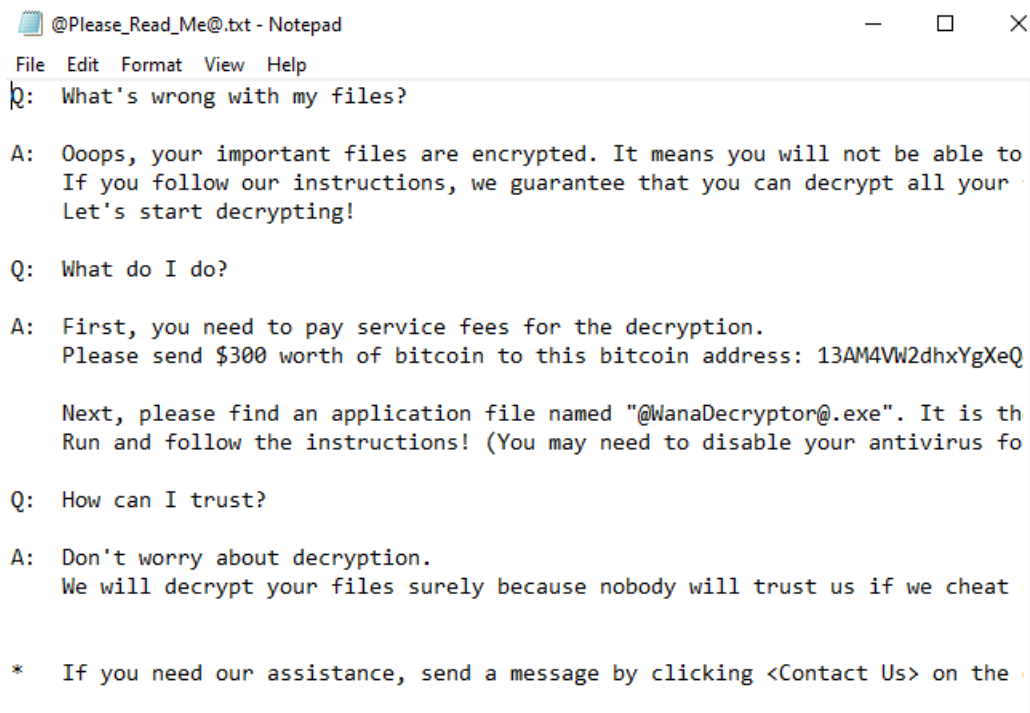 @Please_Read_Me@.txt - Notepad
File Edit Format View Help
Q: What's wrong with my files?
A: Ooops, your important files are encrypted. It means you will not be able to
If you follow our instructions, we guarantee that you can decrypt all your
Let's start decrypting!
Q: What do I do?
A: First, you need to pay service fees for the decryption.
Please send $300 worth of bitcoin to this bitcoin address: 13AM4VW2dhxYgXeQ
Next, please find an application file named "@WanaDecryptor@.exe". It is th
Run and follow the instructions! (You may need to disable your antivirus fo
Q: How can I trust?
A: Don't worry about decryption.
We will decrypt your files surely because nobody will trust us if we cheat
* If you need our assistance, send a message by clicking <Contact Us> on the